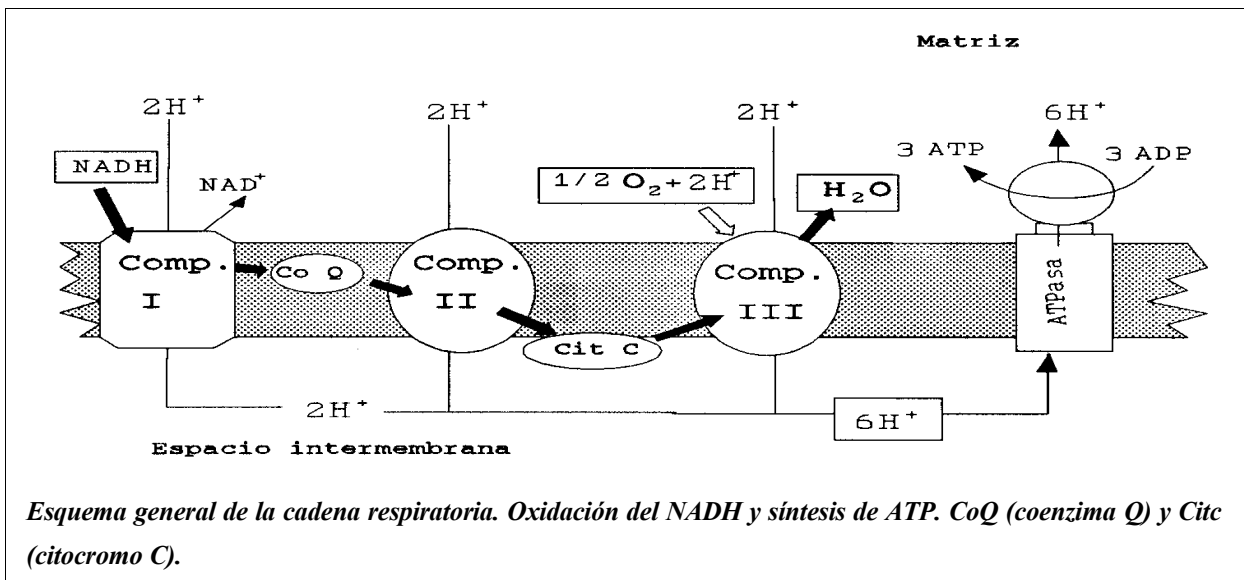 Matriz
2H+
2H+
2H+
6H+
NADH
NAD+
1/2 O2+2H+
H2O
3 ATP
3 ADP
Comp.
I
Co Q
Comp.
II
Cit C
Comp.
III
ATPasa
2H+
6H+
Espacio intermembrana
Esquema general de la cadena respiratoria. Oxidación del NADH y síntesis de ATP. CoQ (coenzima Q) y Citc
(citocromo C).